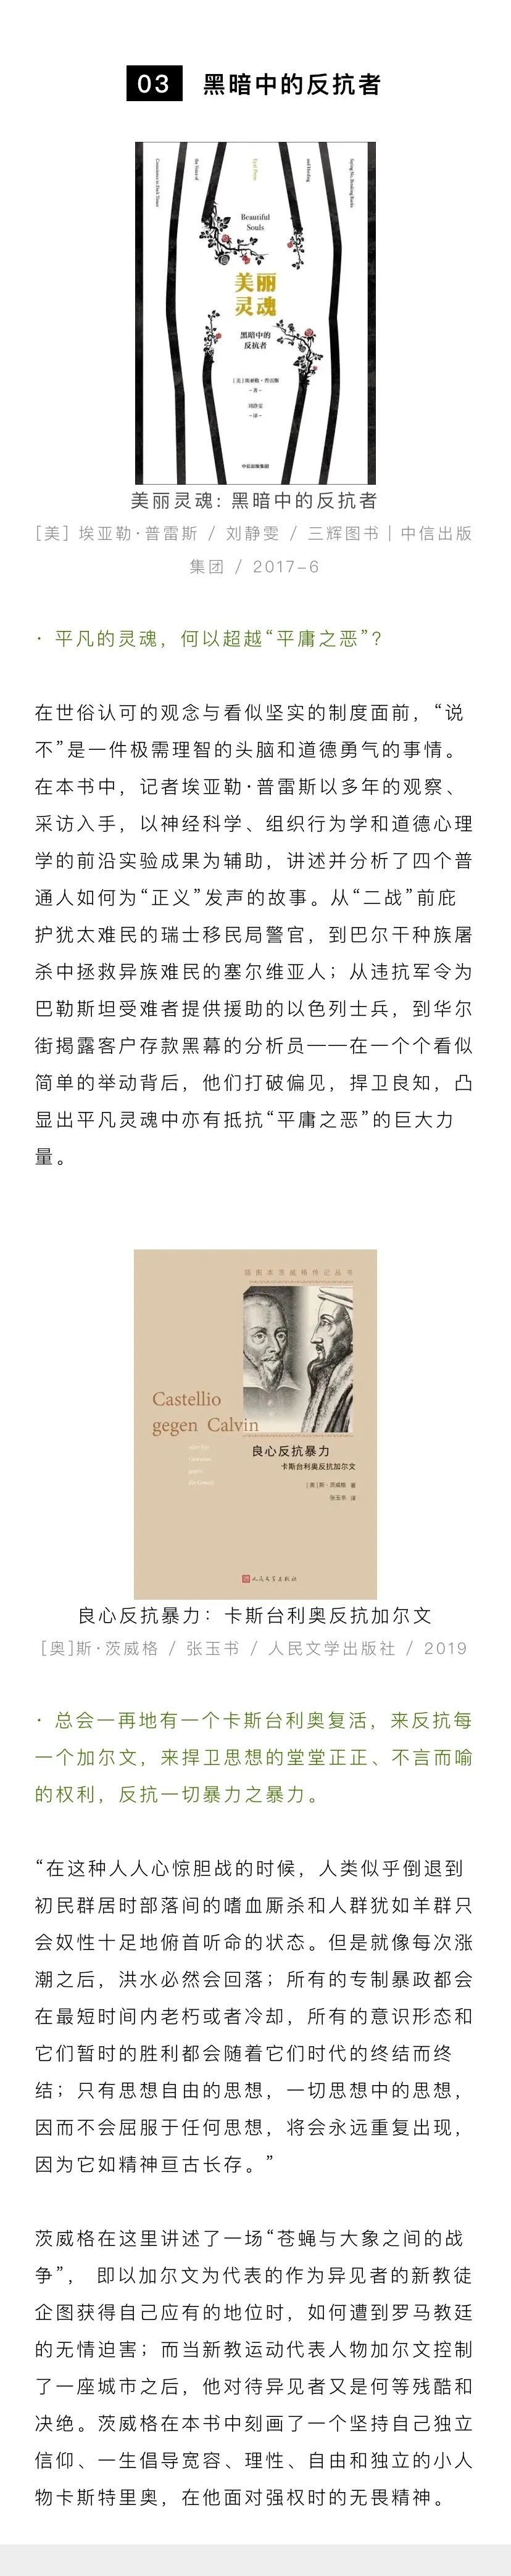 03 黑暗中的反抗者
Conscience in Dark Times
the Voice of
Eyal Press
and Heeding
Saying No, Breaking Ranks
Beautiful
Souls
美丽
灵魂
黑暗中的
反抗者
[美]埃亚勒·普雷斯
-著-
刘静雯
-译-
中信出版集团
美丽灵魂: 黑暗中的反抗者
[美] 埃亚勒·普雷斯 / 刘静雯 / 三辉图书｜中信出版
集团 / 2017-6
· 平凡的灵魂，何以超越“平庸之恶”?
在世俗认可的观念与看似坚实的制度面前，“说
不”是一件极需理智的头脑和道德勇气的事情。
在本书中，记者埃亚勒·普雷斯以多年的观察、
采访入手，以神经科学、组织行为学和道德心理
学的前沿实验成果为辅助，讲述并分析了四个普
通人如何为“正义”发声的故事。从“二战”前庇
护犹太难民的瑞士移民局警官，到巴尔干种族屠
杀中拯救异族难民的塞尔维亚人；从违抗军令为
巴勒斯坦受难者提供援助的以色列士兵，到华尔
街揭露客户存款黑幕的分析员——在一个个看似
简单的举动背后，他们打破偏见，捍卫良知，凸
显出平凡灵魂中亦有抵抗“平庸之恶”的巨大力
量。
插图本茨威格传记丛书
Castellio
gegen Calvin
良心反抗暴力
卡斯台利奥反抗加尔文
[奥]斯·茨威格 著
张玉书 译
人民文学出版社
良心反抗暴力：卡斯台利奥反抗加尔文
[奥]斯·茨威格 / 张玉书 / 人民文学出版社 / 2019
· 总会一再地有一个卡斯台利奥复活，来反抗每
一个加尔文，来捍卫思想的堂堂正正、不言而喻
的权利，反抗一切暴力之暴力。
“在这种人人心惊胆战的时候，人类似乎倒退到
初民群居时部落间的嗜血厮杀和人群犹如羊群只
会奴性十足地俯首听命的状态。但是就像每次涨
潮之后，洪水必然会回落；所有的专制暴政都会
在最短时间内老朽或者冷却，所有的意识形态和
它们暂时的胜利都会随着它们时代的终结而终
结；只有思想自由的思想，一切思想中的思想，
因而不会屈服于任何思想，将会永远重复出现，
因为它如精神亘古长存。”
茨威格在这里讲述了一场“苍蝇与大象之间的战
争”， 即以加尔文为代表的作为异见者的新教徒
企图获得自己应有的地位时，如何遭到罗马教廷
的无情迫害；而当新教运动代表人物加尔文控制
了一座城市之后，他对待异见者又是何等残酷和
决绝。茨威格在本书中刻画了一个坚持自己独立
信仰、一生倡导宽容、理性、自由和独立的小人
物卡斯特里奥，在他面对强权时的无畏精神。